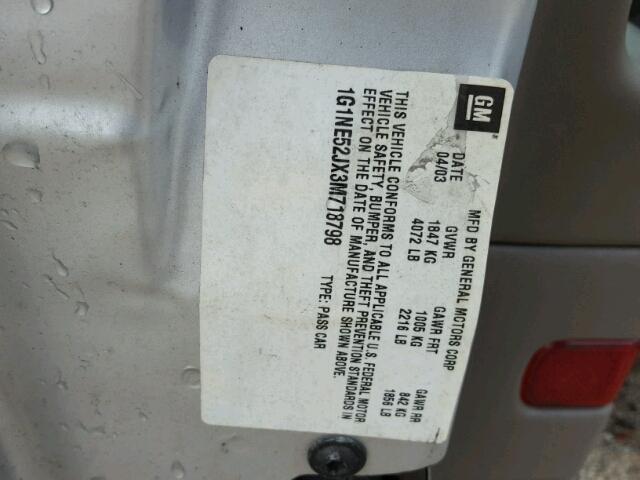 GM
MFD BY GENERAL MOTORS CORP
DATE GVWR GAWR FRT GAWR RR
04/03 1847 KG 1005 KG 842 KG
4072 LB 2216 LB 1856 LB
THIS VEHICLE CONFORMS TO ALL APPLICABLE U.S. FEDERAL MOTOR
VEHICLE SAFETY, BUMPER, AND THEFT PREVENTION STANDARDS IN
EFFECT ON THE DATE OF MANUFACTURE SHOWN ABOVE.
1G1NE52JX3M718798 TYPE: PASS CAR